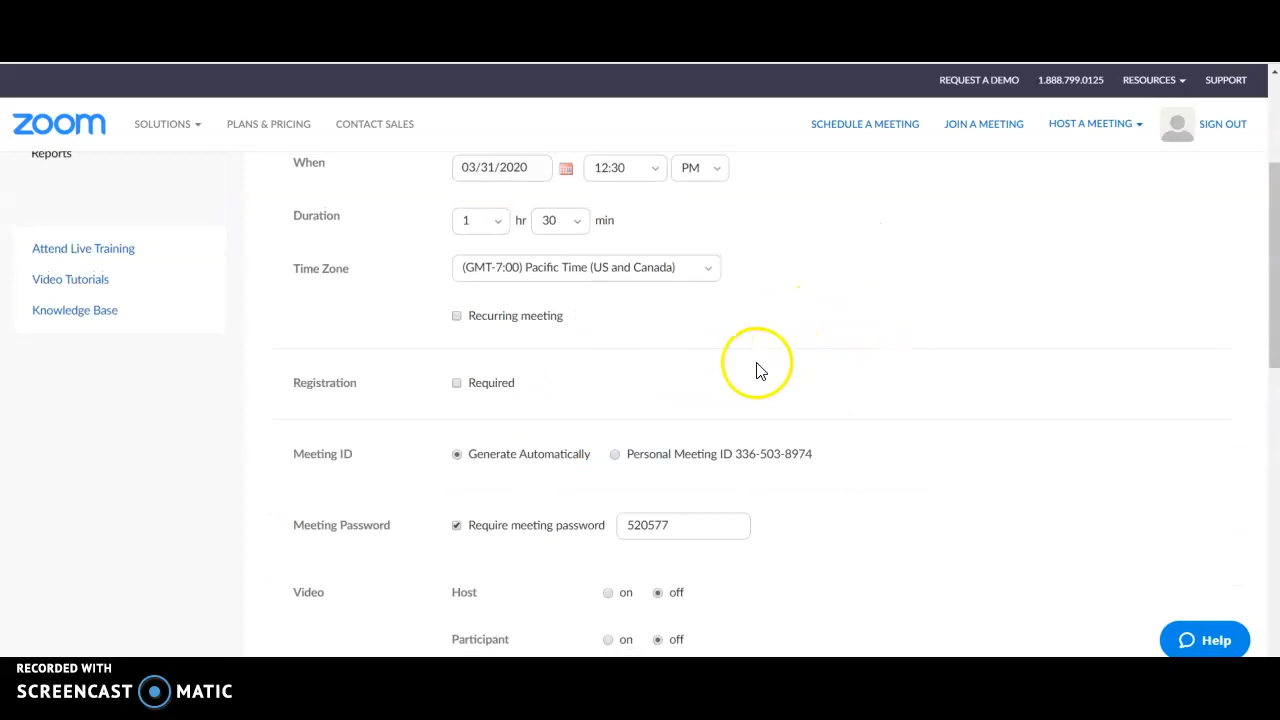 REQUEST A DEMO 1.888.799.0125 RESOURCES SUPPORT
zoom SOLUTIONS PLANS & PRICING CONTACT SALES SCHEDULE A MEETING JOIN A MEETING HOST A MEETING SIGN OUT
Reports
When 03/31/2020 12:30 PM
Duration 1 hr 30 min
Attend Live Training
Time Zone (GMT-7:00) Pacific Time (US and Canada)
Video Tutorials
Knowledge Base
Recurring meeting
Registration Required
Meeting ID Generate Automatically Personal Meeting ID 336-503-8974
Meeting Password Require meeting password 520577
Video Host on off
Participant on off
Help
RECORDED WITH
SCREENCAST MATIC